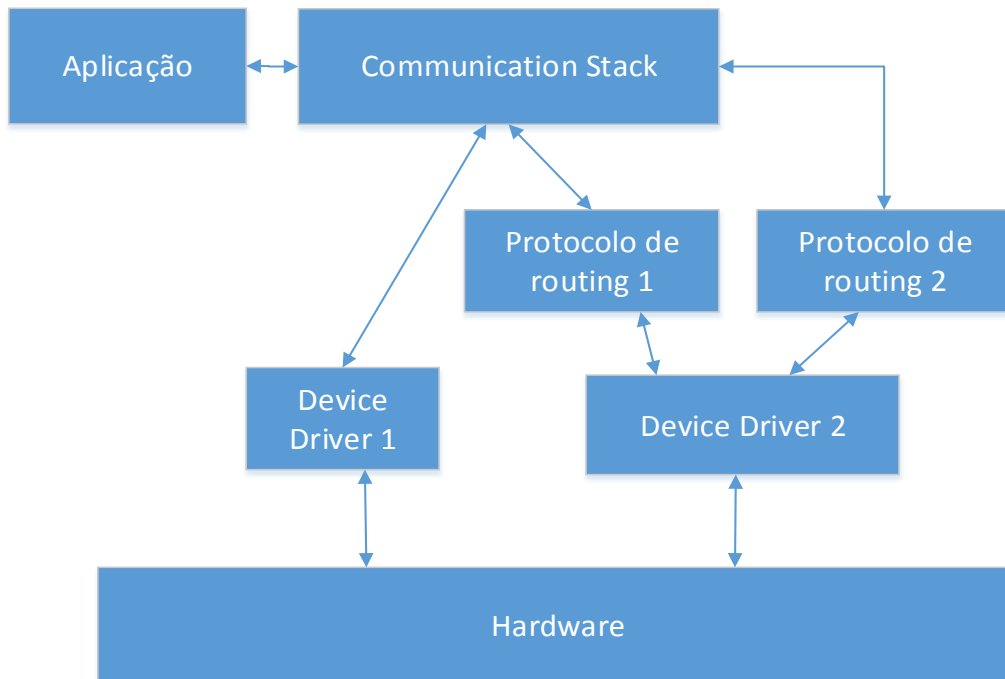 Aplicação
Communication Stack
Protocolo de
routing 1
Protocolo de
routing 2
Device
Driver 1
Device Driver 2
Hardware